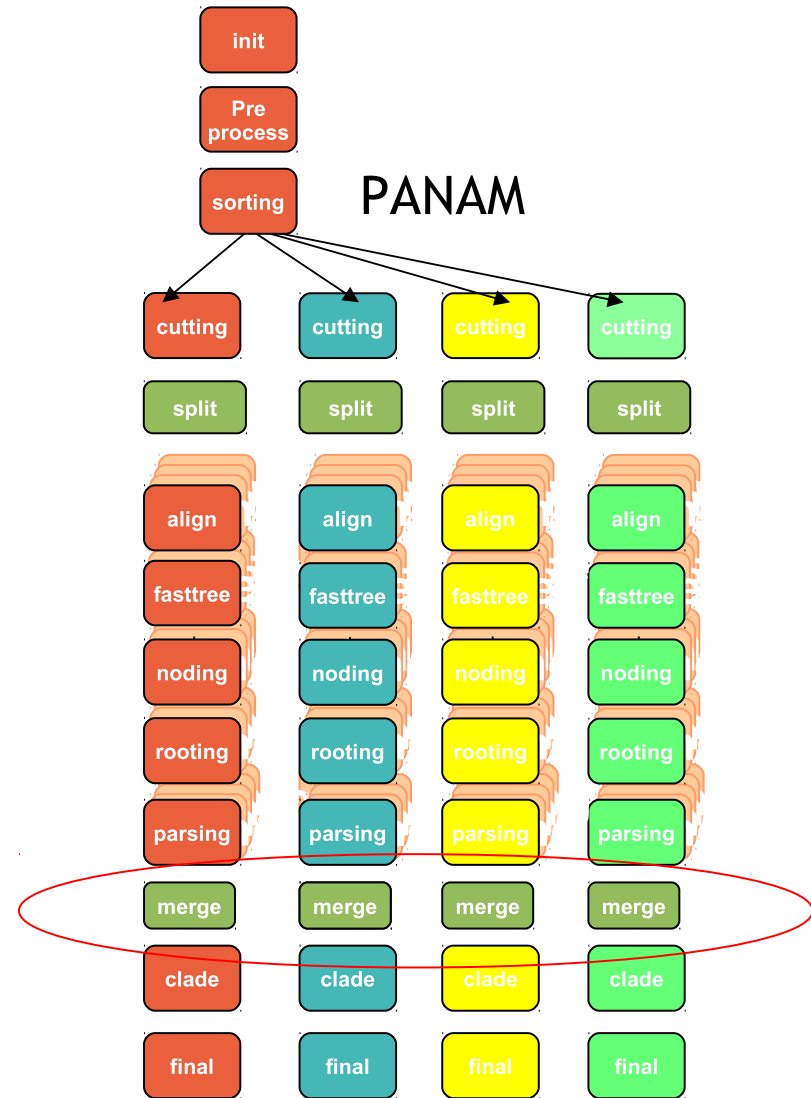 init
Pre
process
sorting
PANAM
cutting cutting cutting cutting
split split split split
align align align align
fasttree fasttree fasttree fasttree
noding noding noding noding
rooting rooting rooting rooting
parsing parsing parsing parsing
merge merge merge merge
clade clade clade clade
final final final final